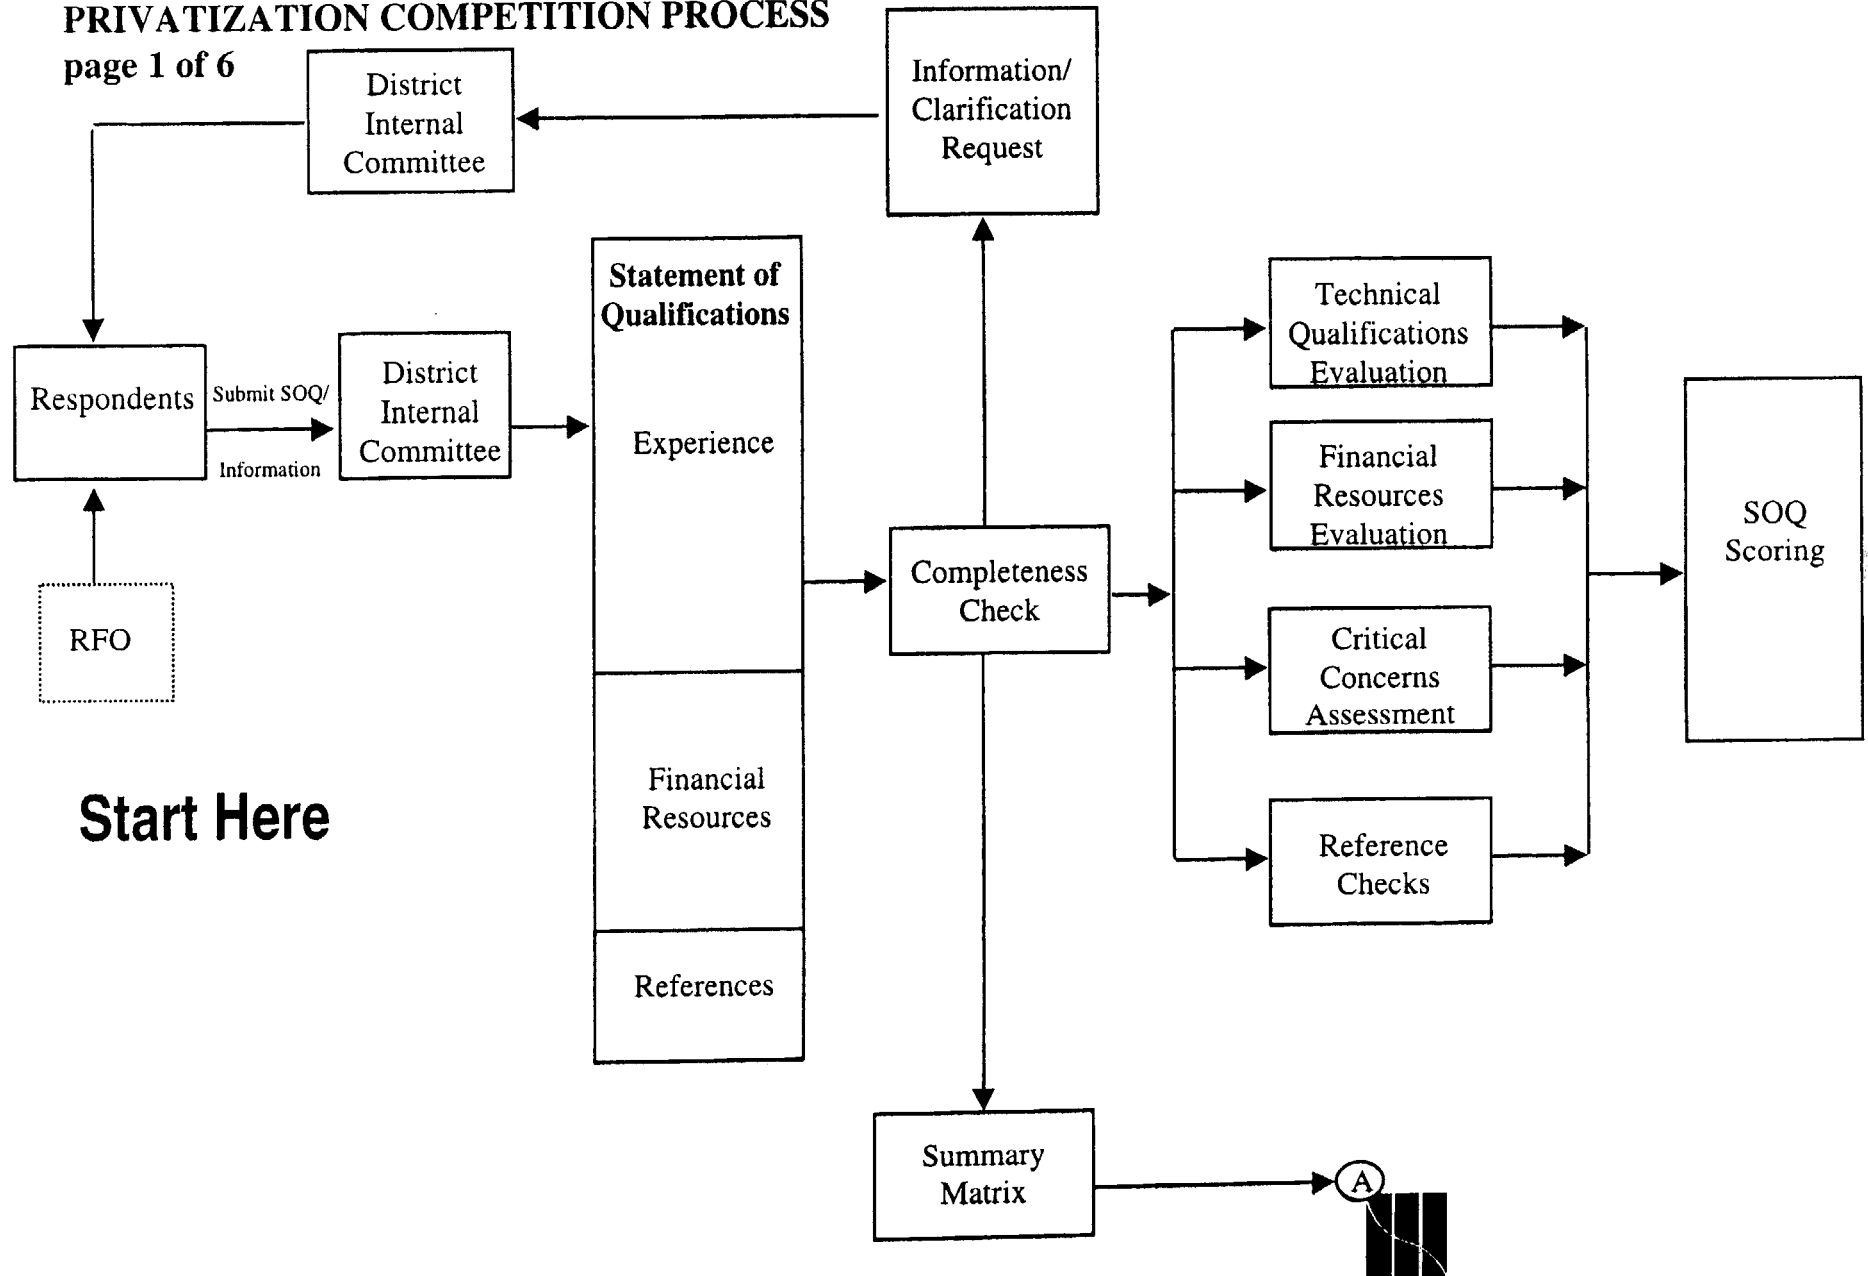 PRIVATIZATION COMPETITION PROCESS
page 1 of 6
District
Internal
Committee
Information/
Clarification
Request
Respondents
Submit SOQ/
Information
District
Internal
Committee
Statement of
Qualifications
Experience
Financial
Resources
References
Completeness
Check
Technical
Qualifications
Evaluation
Financial
Resources
Evaluation
Critical
Concerns
Assessment
Reference
Checks
SOQ
Scoring
RFO
Start Here
Summary
Matrix
A